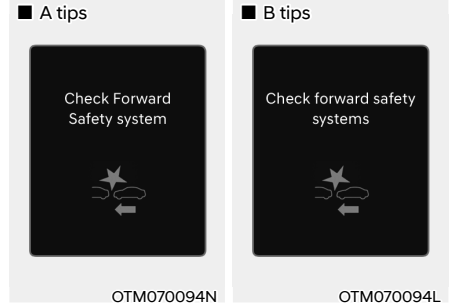 ■ A tips
Check Forward
Safety system
OTM070094N
■ B tips
Check forward safety
systems
OTM070094L